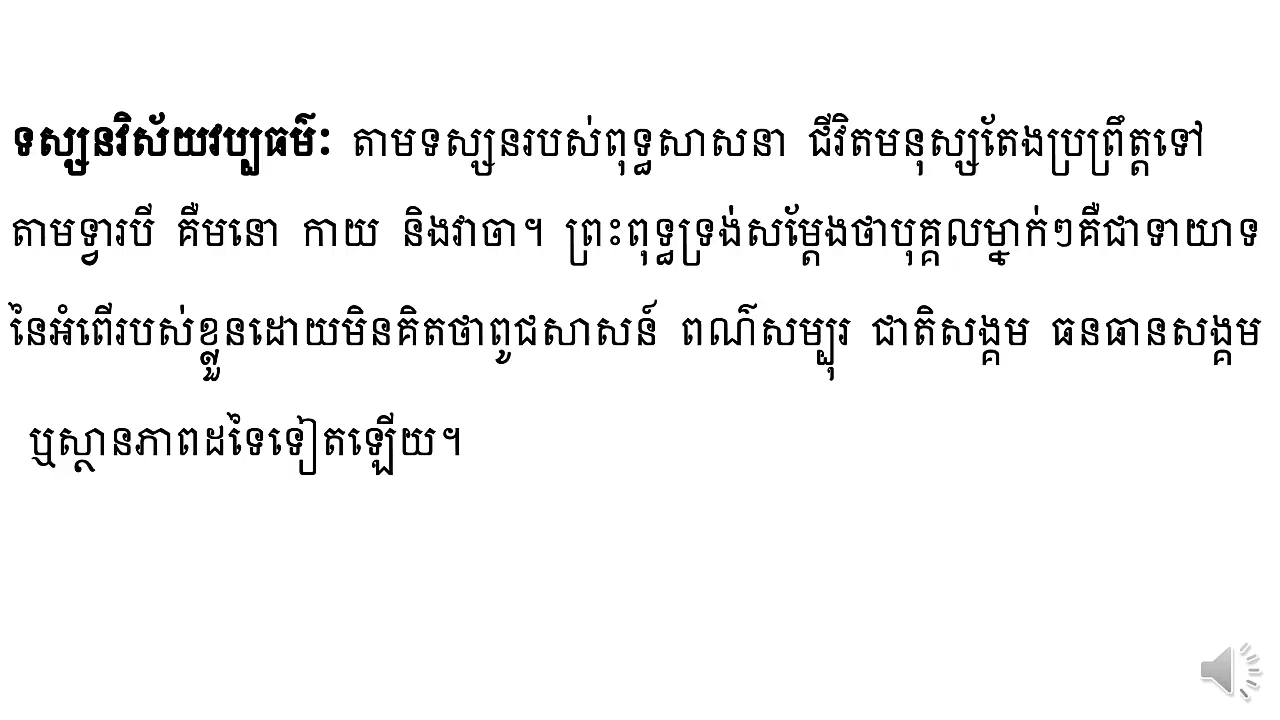 ទស្សនវិស័យវប្បធម៌ៈ តាមទស្សនរបស់ពុទ្ធសាសនា ជីវិតមនុស្សតែងប្រព្រឹត្តទៅ
តាមទ្វារបី គឺមនោ កាយ និងវាចា។ ព្រះពុទ្ធទ្រង់សម្តែងថាបុគ្គលម្នាក់ៗគឺជាទាយាទ
នៃអំពើរបស់ខ្លួនដោយមិនគិតថាពូជសាសន៍ ពណ៌សម្បុរ ជាតិសង្គម ធនធានសង្គម
ឬស្ថានភាពដទៃទៀតឡើយ។